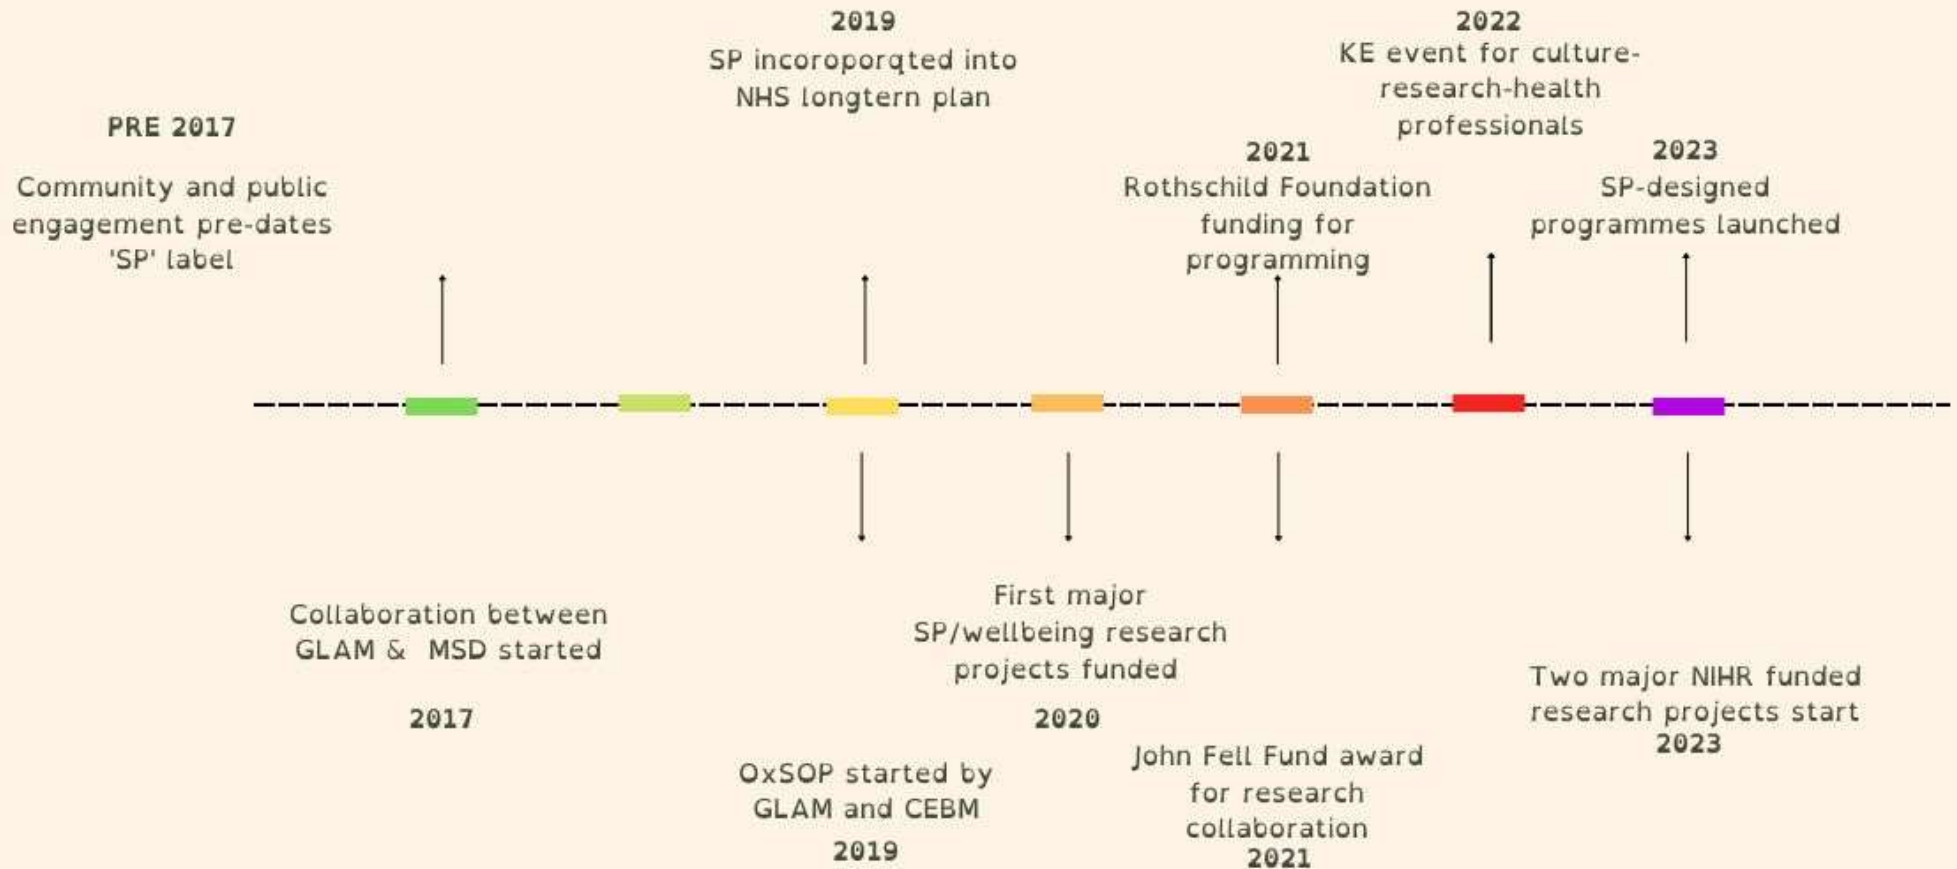 PRE 2017
Community and public
engagement pre-dates
'SP' label
2019
SP incoroporqted into
NHS longtern plan
2021
Rothschild Foundation
funding for
programming
2022
KE event for culture-
research-health
professionals
2023
SP-designed
programmes launched
Collaboration between
GLAM & MSD started
2017
OxSOP started by
GLAM and CEBM
2019
First major
SP/wellbeing research
projects funded
2020
John Fell Fund award
for research
collaboration
2021
Two major NIHR funded
research projects start
2023